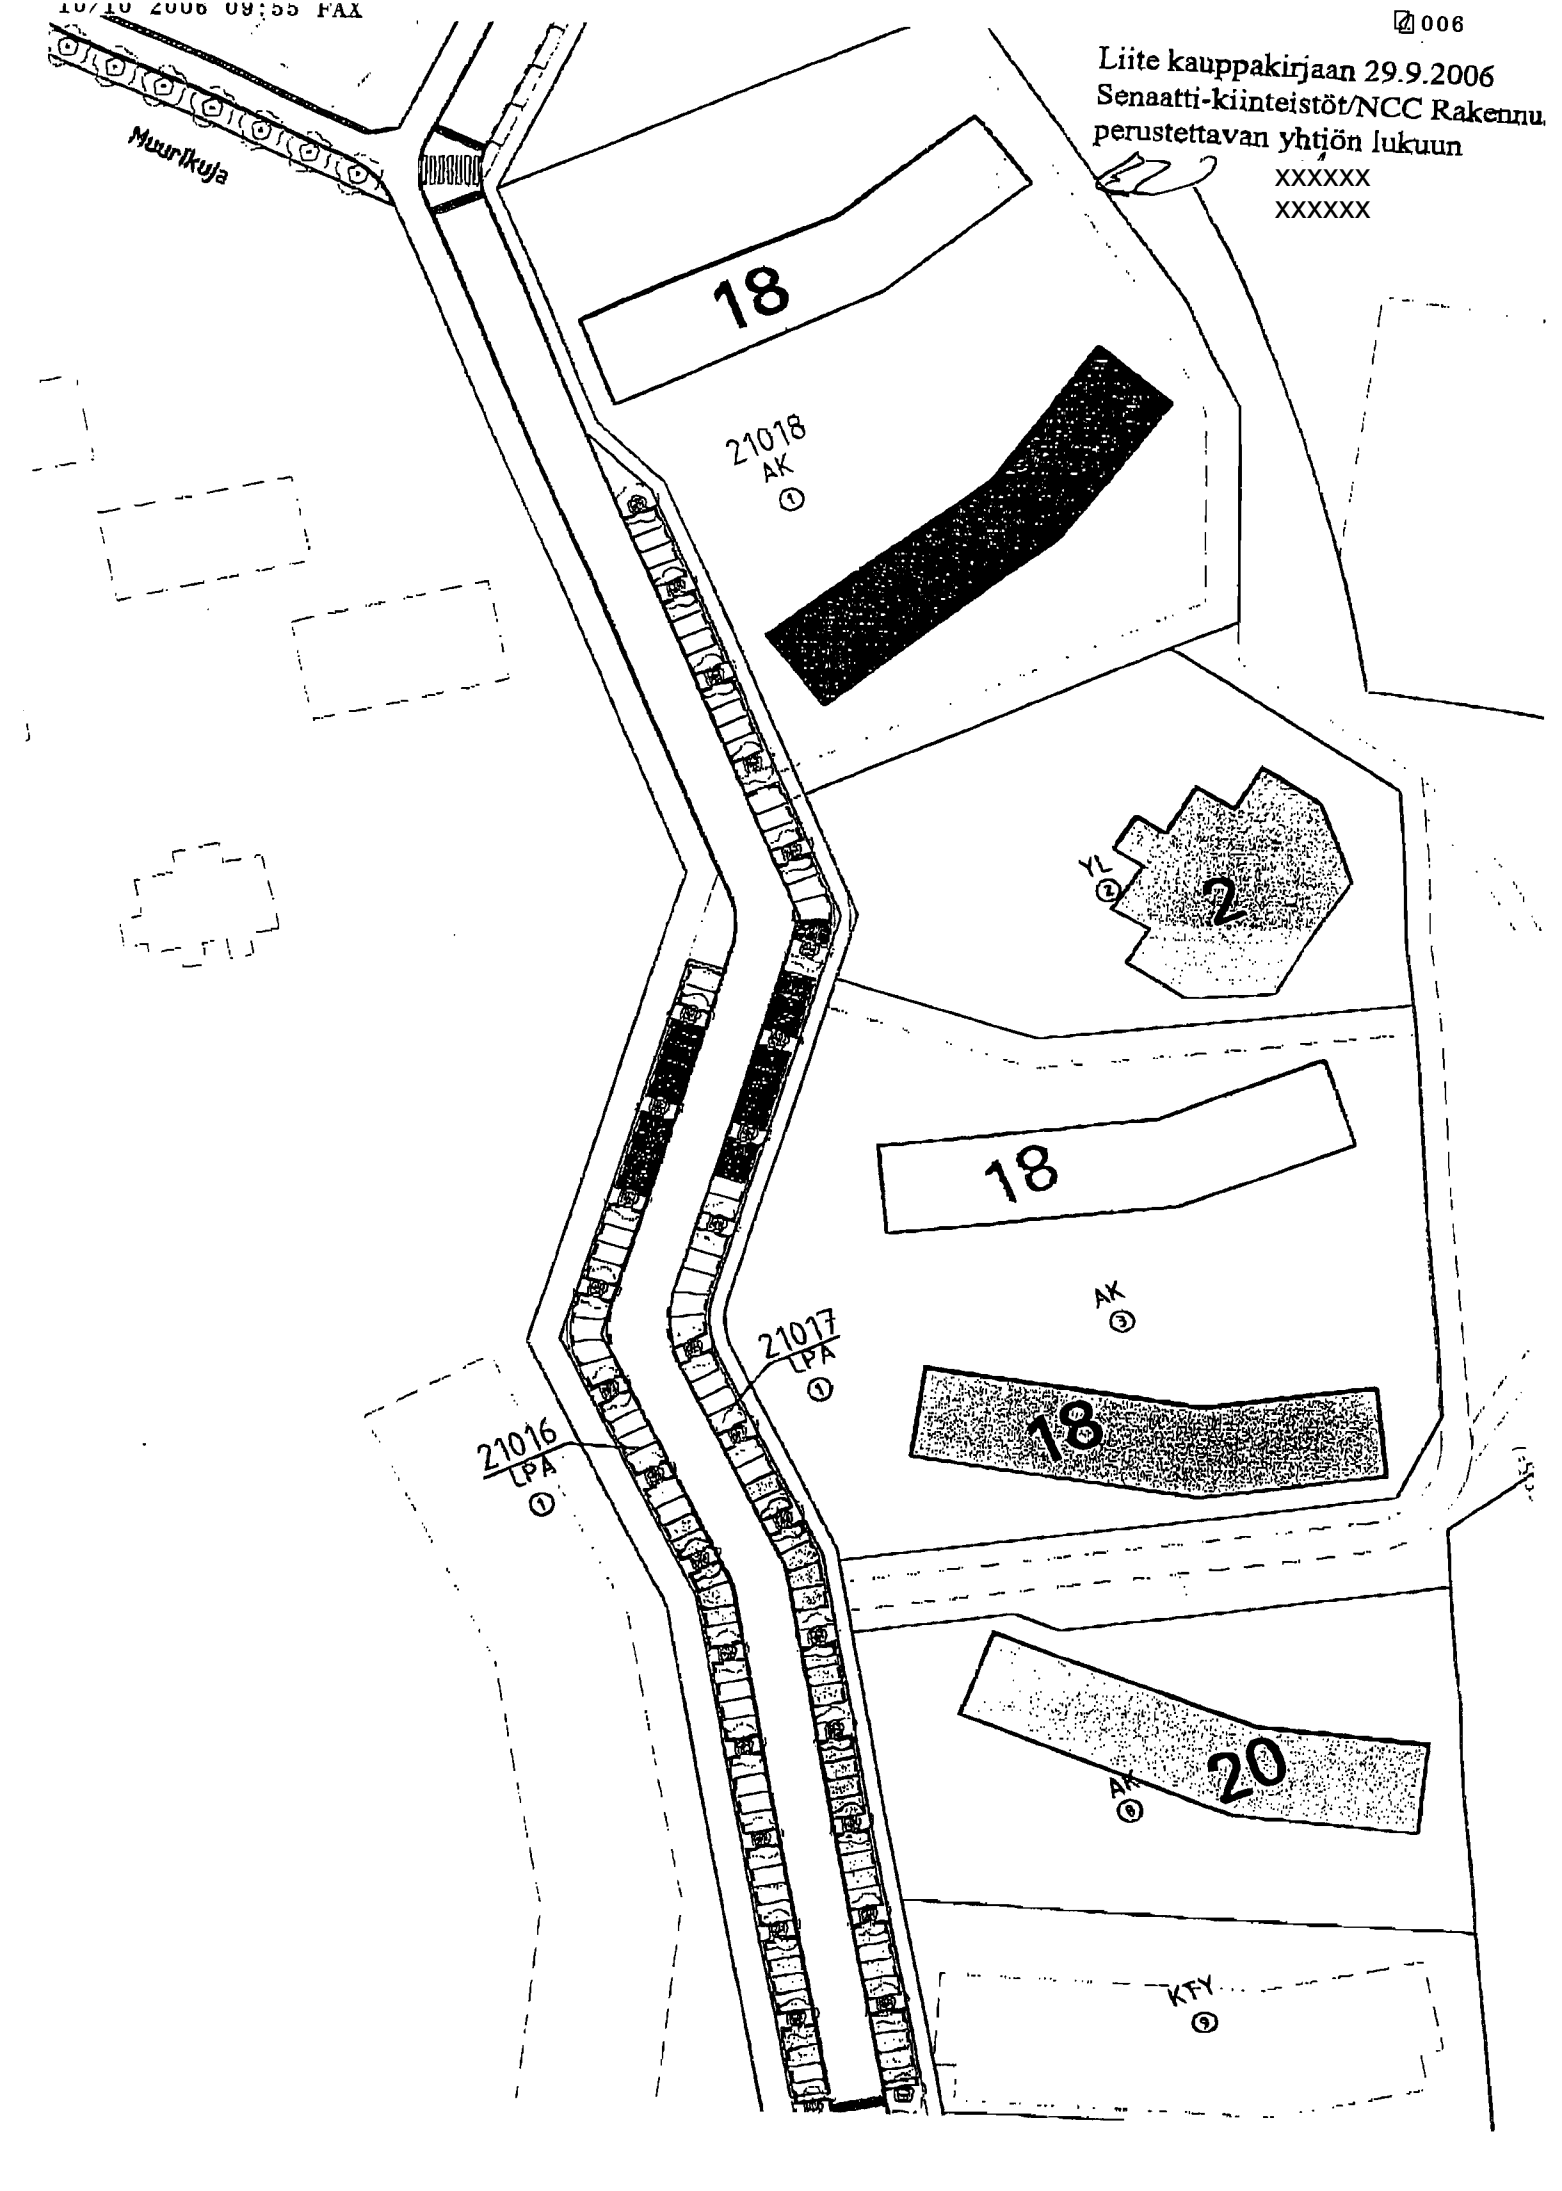 10/10 2006 09:55 FAX
006
Liite kauppakirjaan 29.9.2006
Senaatti-kiinteistöt/NCC Rakennu
perustettavan yhtiön lukuun
XXXXXX
XXXXXX
Muurikuja
18
21018
AK
1
YL
2
2
18
AK
3
21017
LPA
1
18
21016
LPA
1
20
AK
8
KTY
9